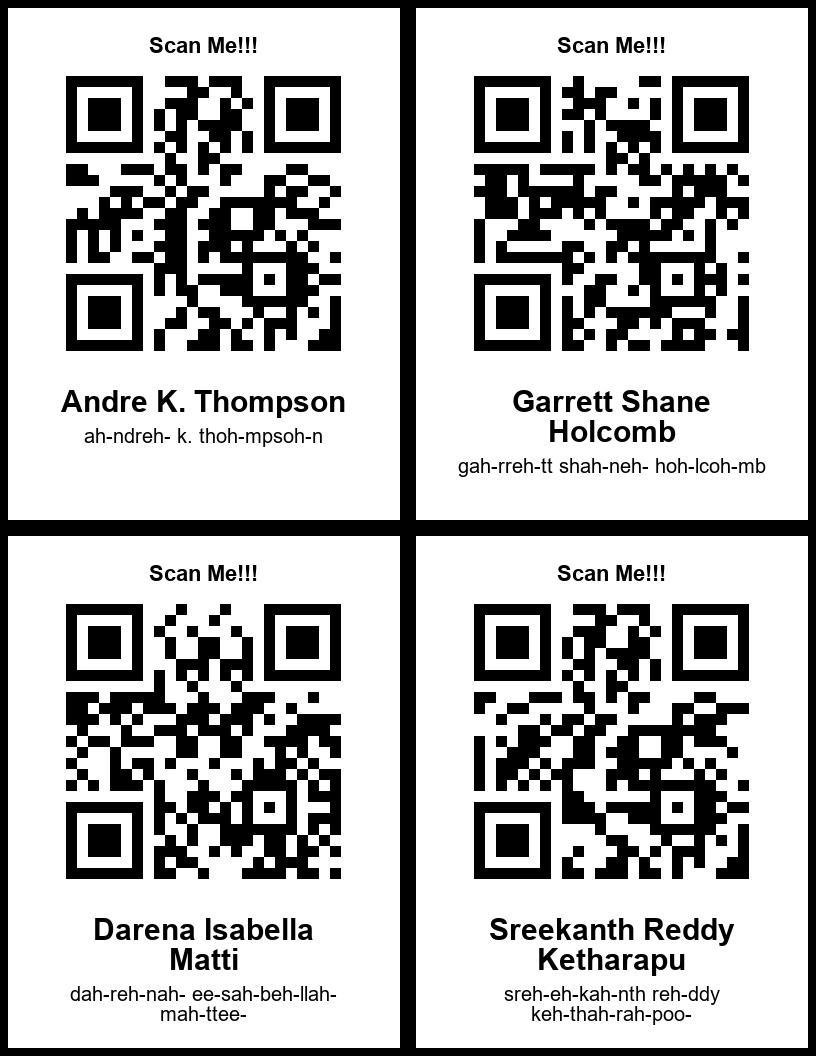 Scan Me!!!
Andre K. Thompson
ah-ndreh- k. thoh-mpsoh-n
Scan Me!!!
Garrett Shane
Holcomb
gah-rreh-tt shah-neh- hoh-lcoh-mb
Scan Me!!!
Darena Isabella
Matti
dah-reh-nah- ee-sah-beh-llah-
mah-ttee-
Scan Me!!!
Sreekanth Reddy
Ketharapu
sreh-eh-kah-nth reh-ddy
keh-thah-rah-poo-